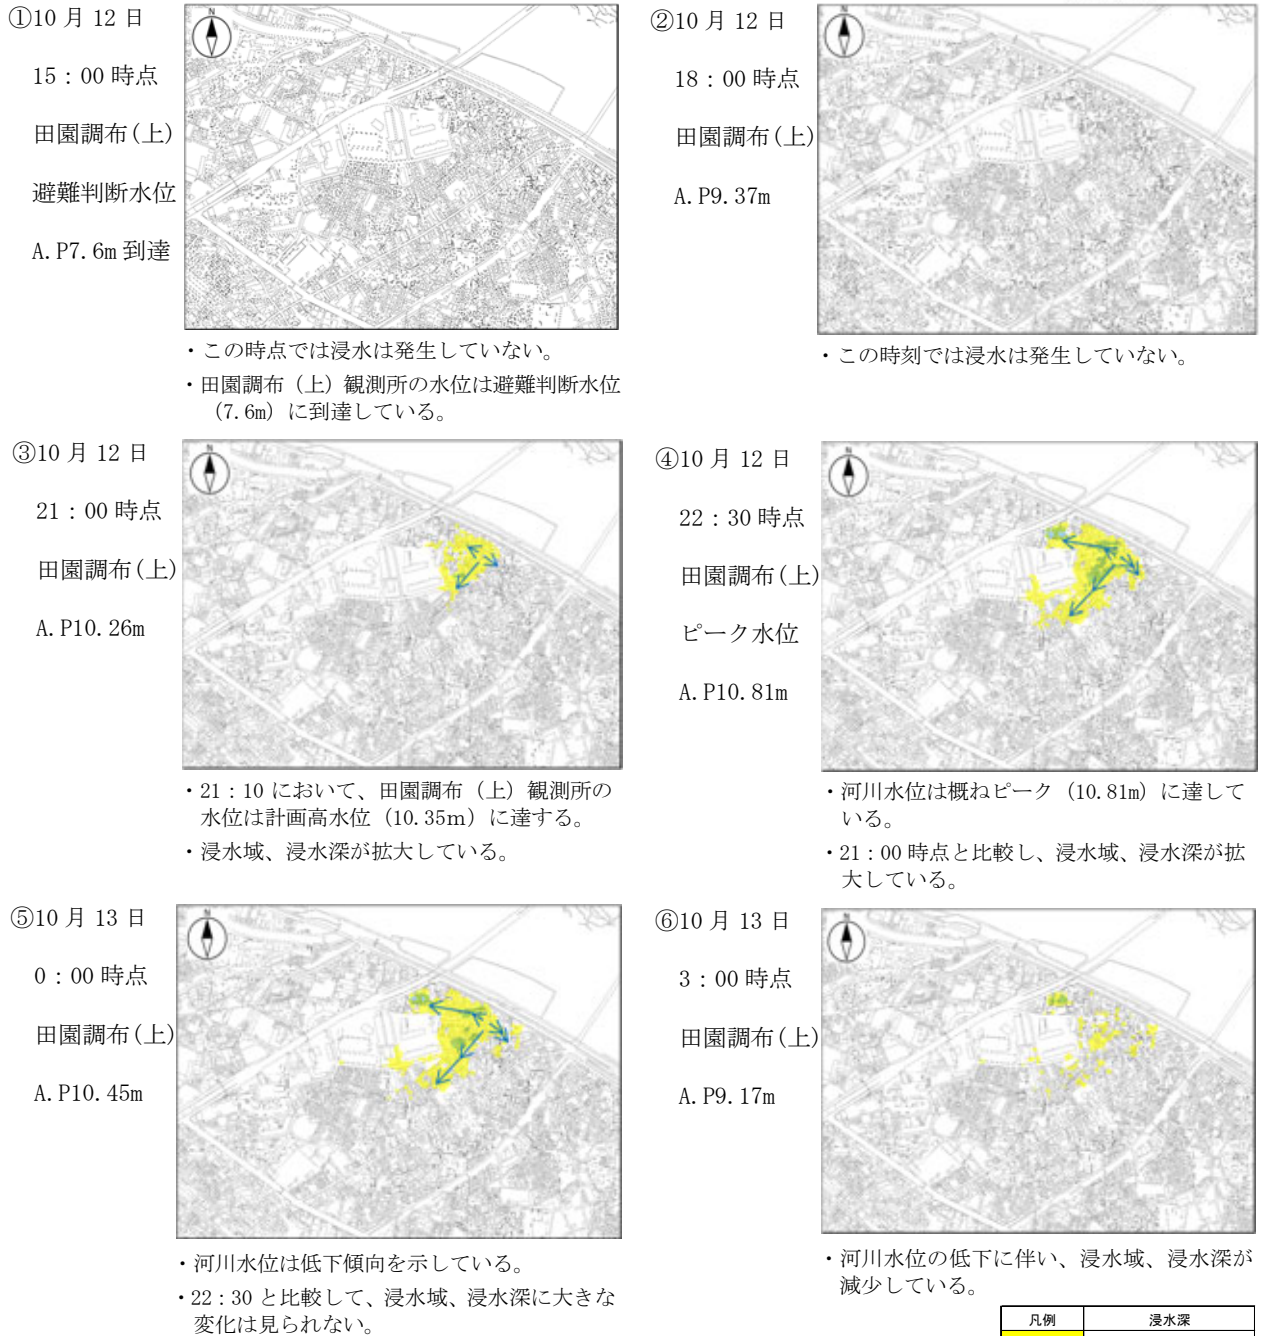 ①10 月 12 日
15：00 時点
田園調布(上)
避難判断水位
A.P7.6m 到達
N
・この時点では浸水は発生していない。
・田園調布（上）観測所の水位は避難判断水位
（7.6m）に到達している。
②10 月 12 日
18：00 時点
田園調布(上)
A.P9.37m
N
・この時刻では浸水は発生していない。
③10 月 12 日
21：00 時点
田園調布(上)
A.P10.26m
N
・21：10 において、田園調布（上）観測所の
水位は計画高水位（10.35m）に達する。
・浸水域、浸水深が拡大している。
④10 月 12 日
22：30 時点
田園調布(上)
ピーク水位
A.P10.81m
N
・河川水位は概ねピーク（10.81m）に達して
いる。
・21：00 時点と比較し、浸水域、浸水深が拡
大している。
⑤10 月 13 日
0：00 時点
田園調布(上)
A.P10.45m
N
・河川水位は低下傾向を示している。
・22：30 と比較して、浸水域、浸水深に大きな
変化は見られない。
⑥10 月 13 日
3：00 時点
田園調布(上)
A.P9.17m
N
・河川水位の低下に伴い、浸水域、浸水深が
減少している。
凡例 浸水深